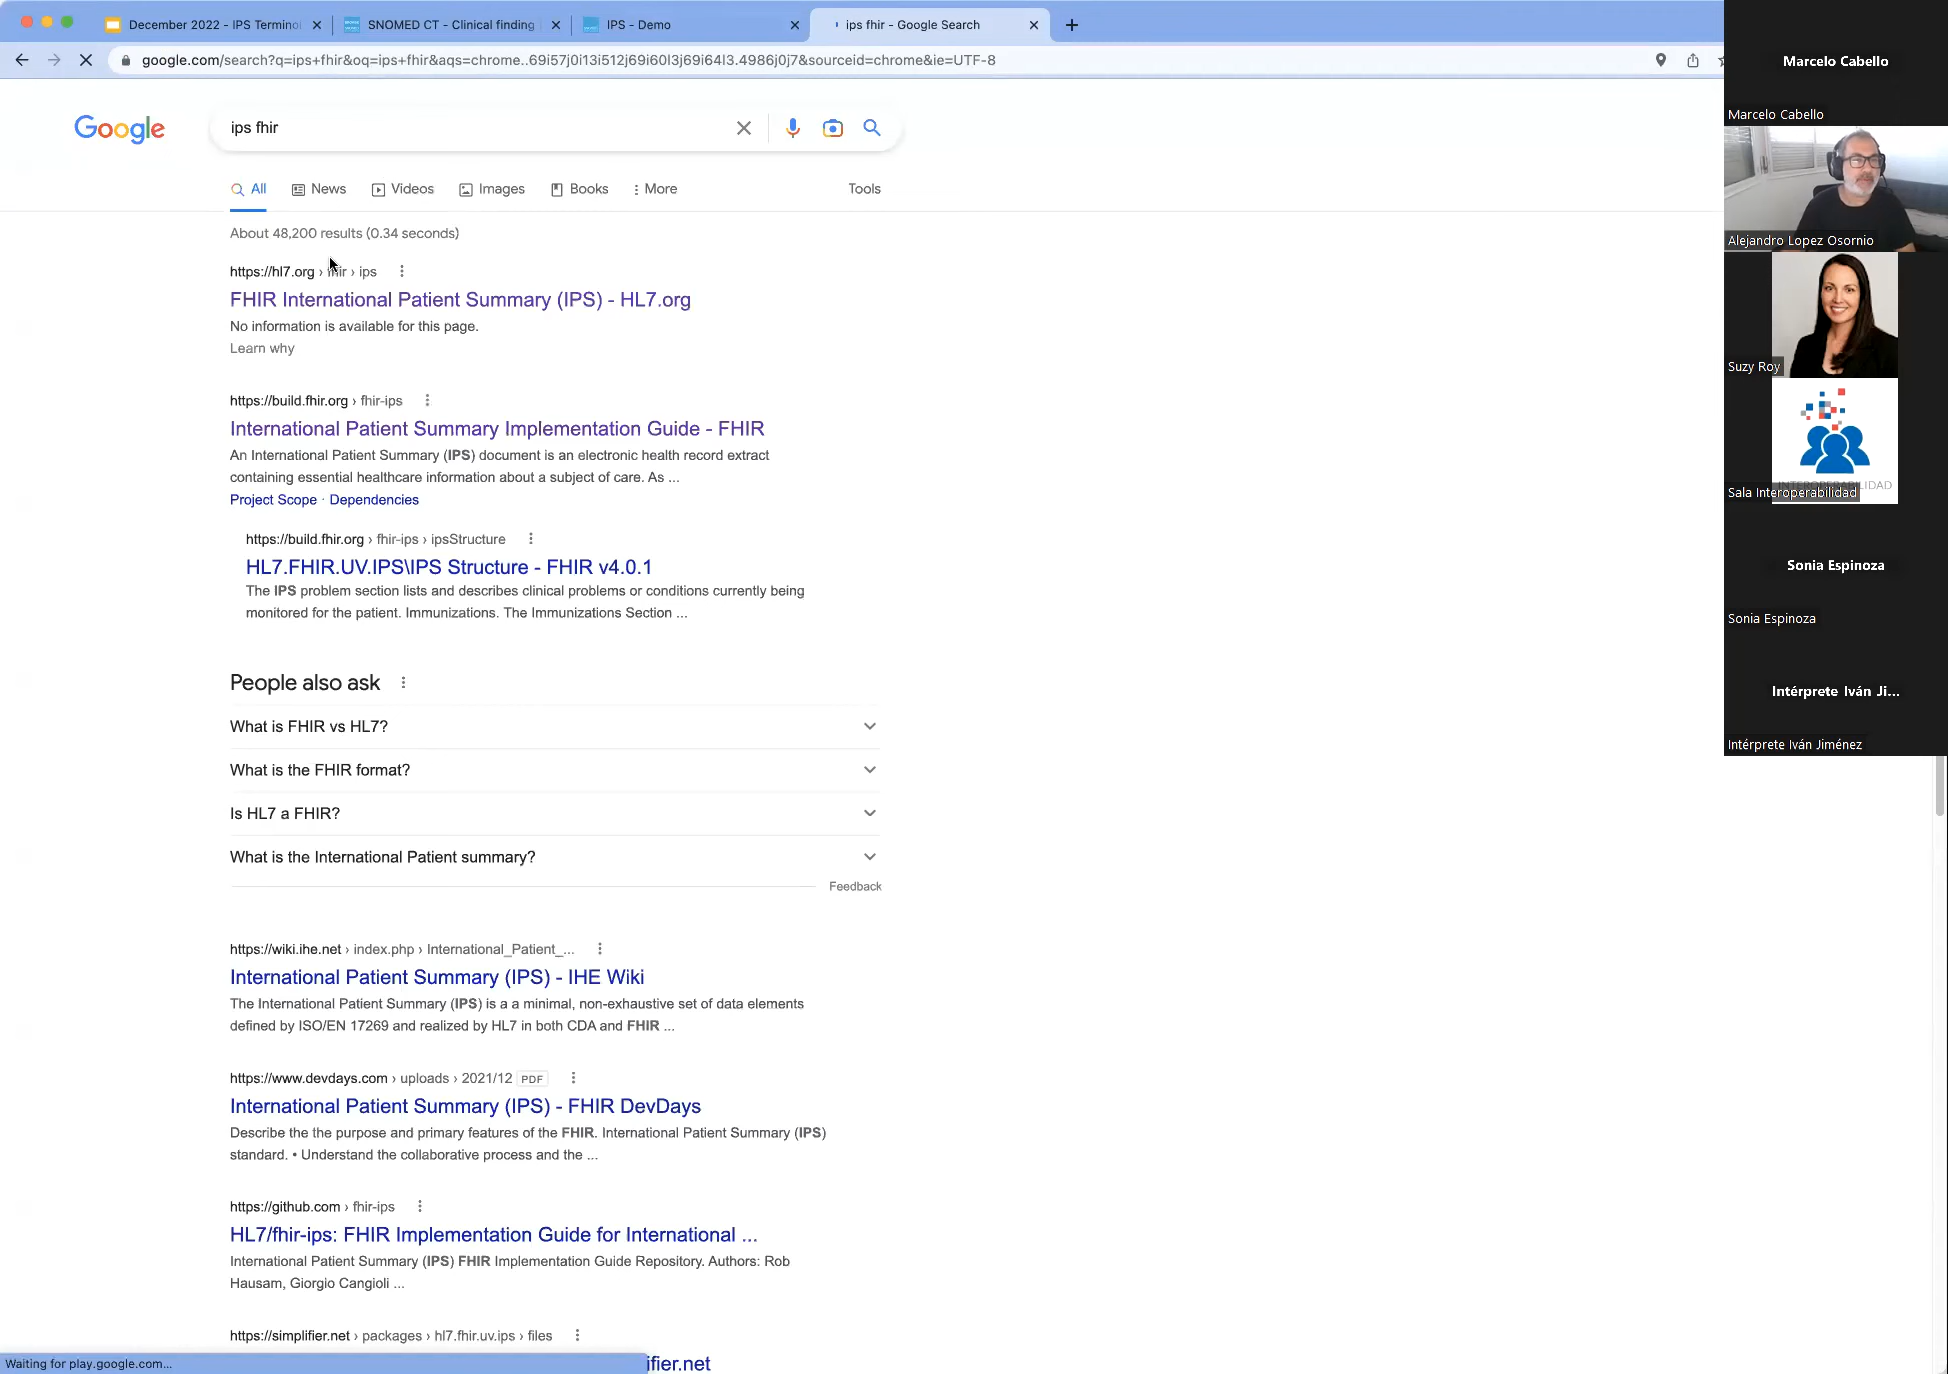 December 2022 - IPS Terminol
SNOMED CT - Clinical finding
IPS - Demo
ips fhir - Google Search
google.com/search?q=ips+fhir&oq=ips+fhir&aqs=chrome..69i57j0i13i512j69i60l3j69i64l3.4986j0j7&sourceid=chrome&ie=UTF-8
Google
ips fhir
All
News
Videos
Images
Books
More
Tools
About 48,200 results (0.34 seconds)
https://hl7.org › fhir › ips
FHIR International Patient Summary (IPS) - HL7.org
No information is available for this page.
Learn why
https://build.fhir.org › fhir-ips
International Patient Summary Implementation Guide - FHIR
An International Patient Summary (IPS) document is an electronic health record extract
containing essential healthcare information about a subject of care. As ...
Project Scope · Dependencies
https://build.fhir.org › fhir-ips › ipsStructure
HL7.FHIR.UV.IPS\IPS Structure - FHIR v4.0.1
The IPS problem section lists and describes clinical problems or conditions currently being
monitored for the patient. Immunizations. The Immunizations Section ...
People also ask
What is FHIR vs HL7?
What is the FHIR format?
Is HL7 a FHIR?
What is the International Patient summary?
Feedback
https://wiki.ihe.net › index.php › International_Patient_...
International Patient Summary (IPS) - IHE Wiki
The International Patient Summary (IPS) is a a minimal, non-exhaustive set of data elements
defined by ISO/EN 17269 and realized by HL7 in both CDA and FHIR ...
https://www.devdays.com › uploads › 2021/12 PDF
International Patient Summary (IPS) - FHIR DevDays
Describe the the purpose and primary features of the FHIR. International Patient Summary (IPS)
standard. • Understand the collaborative process and the ...
https://github.com › fhir-ips
HL7/fhir-ips: FHIR Implementation Guide for International ...
International Patient Summary (IPS) FHIR Implementation Guide Repository. Authors: Rob
Hausam, Giorgio Cangioli ...
https://simplifier.net › packages › hl7.fhir.uv.ips › files
ifier.net
Waiting for play.google.com...
Marcelo Cabello
Marcelo Cabello
Alejandro Lopez Osornio
Suzy Roy
INTEROPERABILIDAD
Sala Interoperabilidad
Sonia Espinoza
Sonia Espinoza
Intérprete Iván Ji...
Intérprete Iván Jiménez